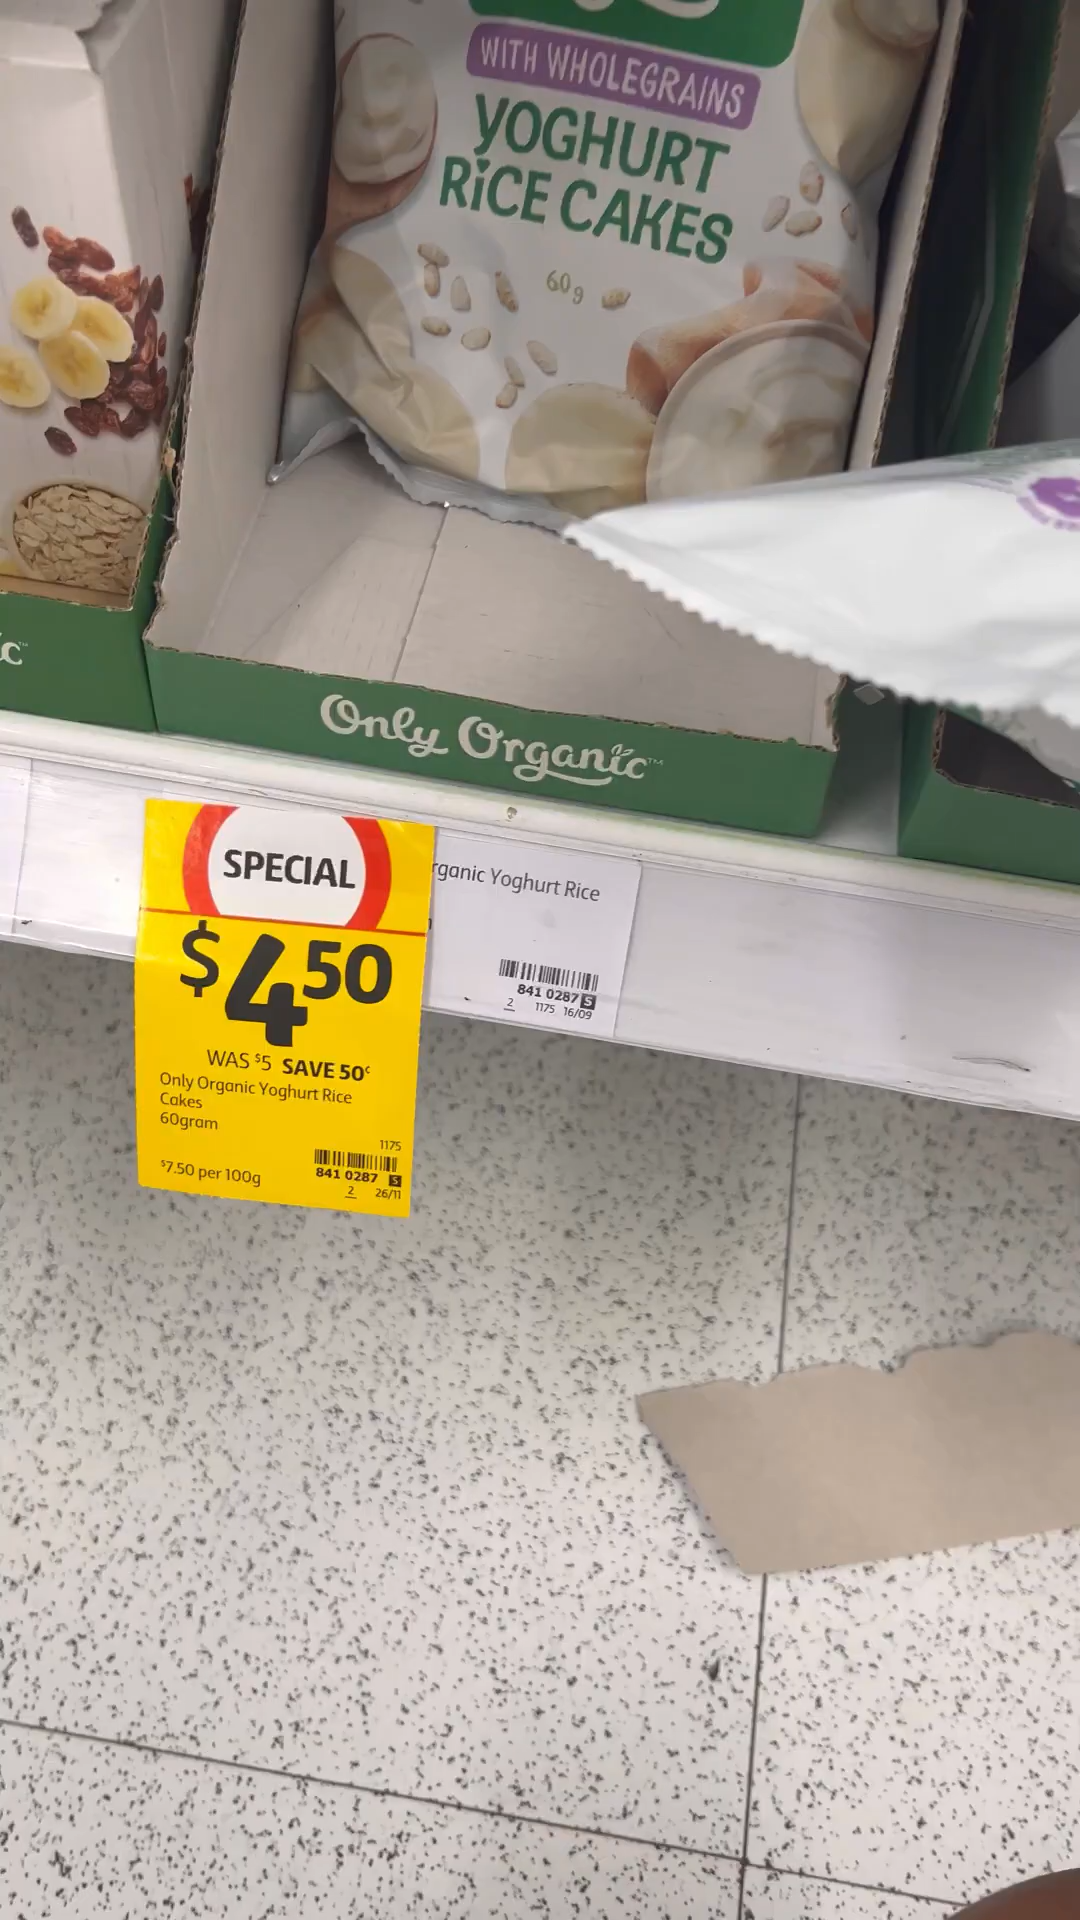 WITH WHOLEGRAINS
YOGHURT
RiCE CAKES
60g
Only Organic™
SPECIAL
$4 50
WAS $5 SAVE 50c
Only Organic Yoghurt Rice
Cakes
60gram
1175
$7.50 per 100g
841 0287 S
2 26/11
rganic Yoghurt Rice
841 0287 S
2 1175 16/09